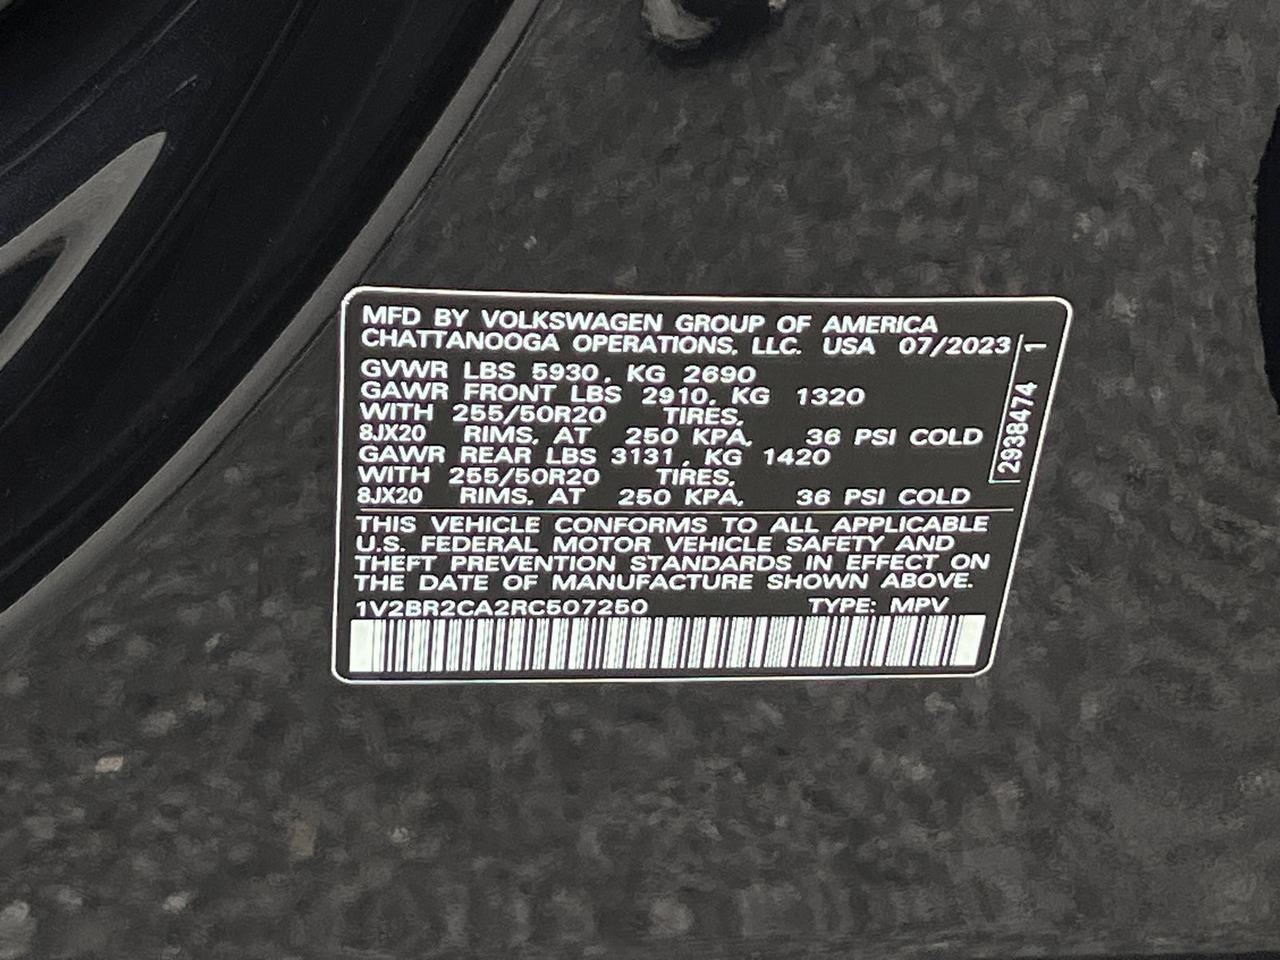 MFD BY VOLKSWAGEN GROUP OF AMERICA
CHATTANOOGA OPERATIONS, LLC. USA 07/2023
GVWR LBS 5930, KG 2690
GAWR FRONT LBS 2910, KG 1320
WITH 255/50R20 TIRES,
8JX20 RIMS, AT 250 KPA, 36 PSI COLD
GAWR REAR LBS 3131, KG 1420
WITH 255/50R20 TIRES,
8JX20 RIMS, AT 250 KPA, 36 PSI COLD
THIS VEHICLE CONFORMS TO ALL APPLICABLE
U.S. FEDERAL MOTOR VEHICLE SAFETY AND
THEFT PREVENTION STANDARDS IN EFFECT ON
THE DATE OF MANUFACTURE SHOWN ABOVE.
1V2BR2CA2RC507250 TYPE: MPV
2938474 1